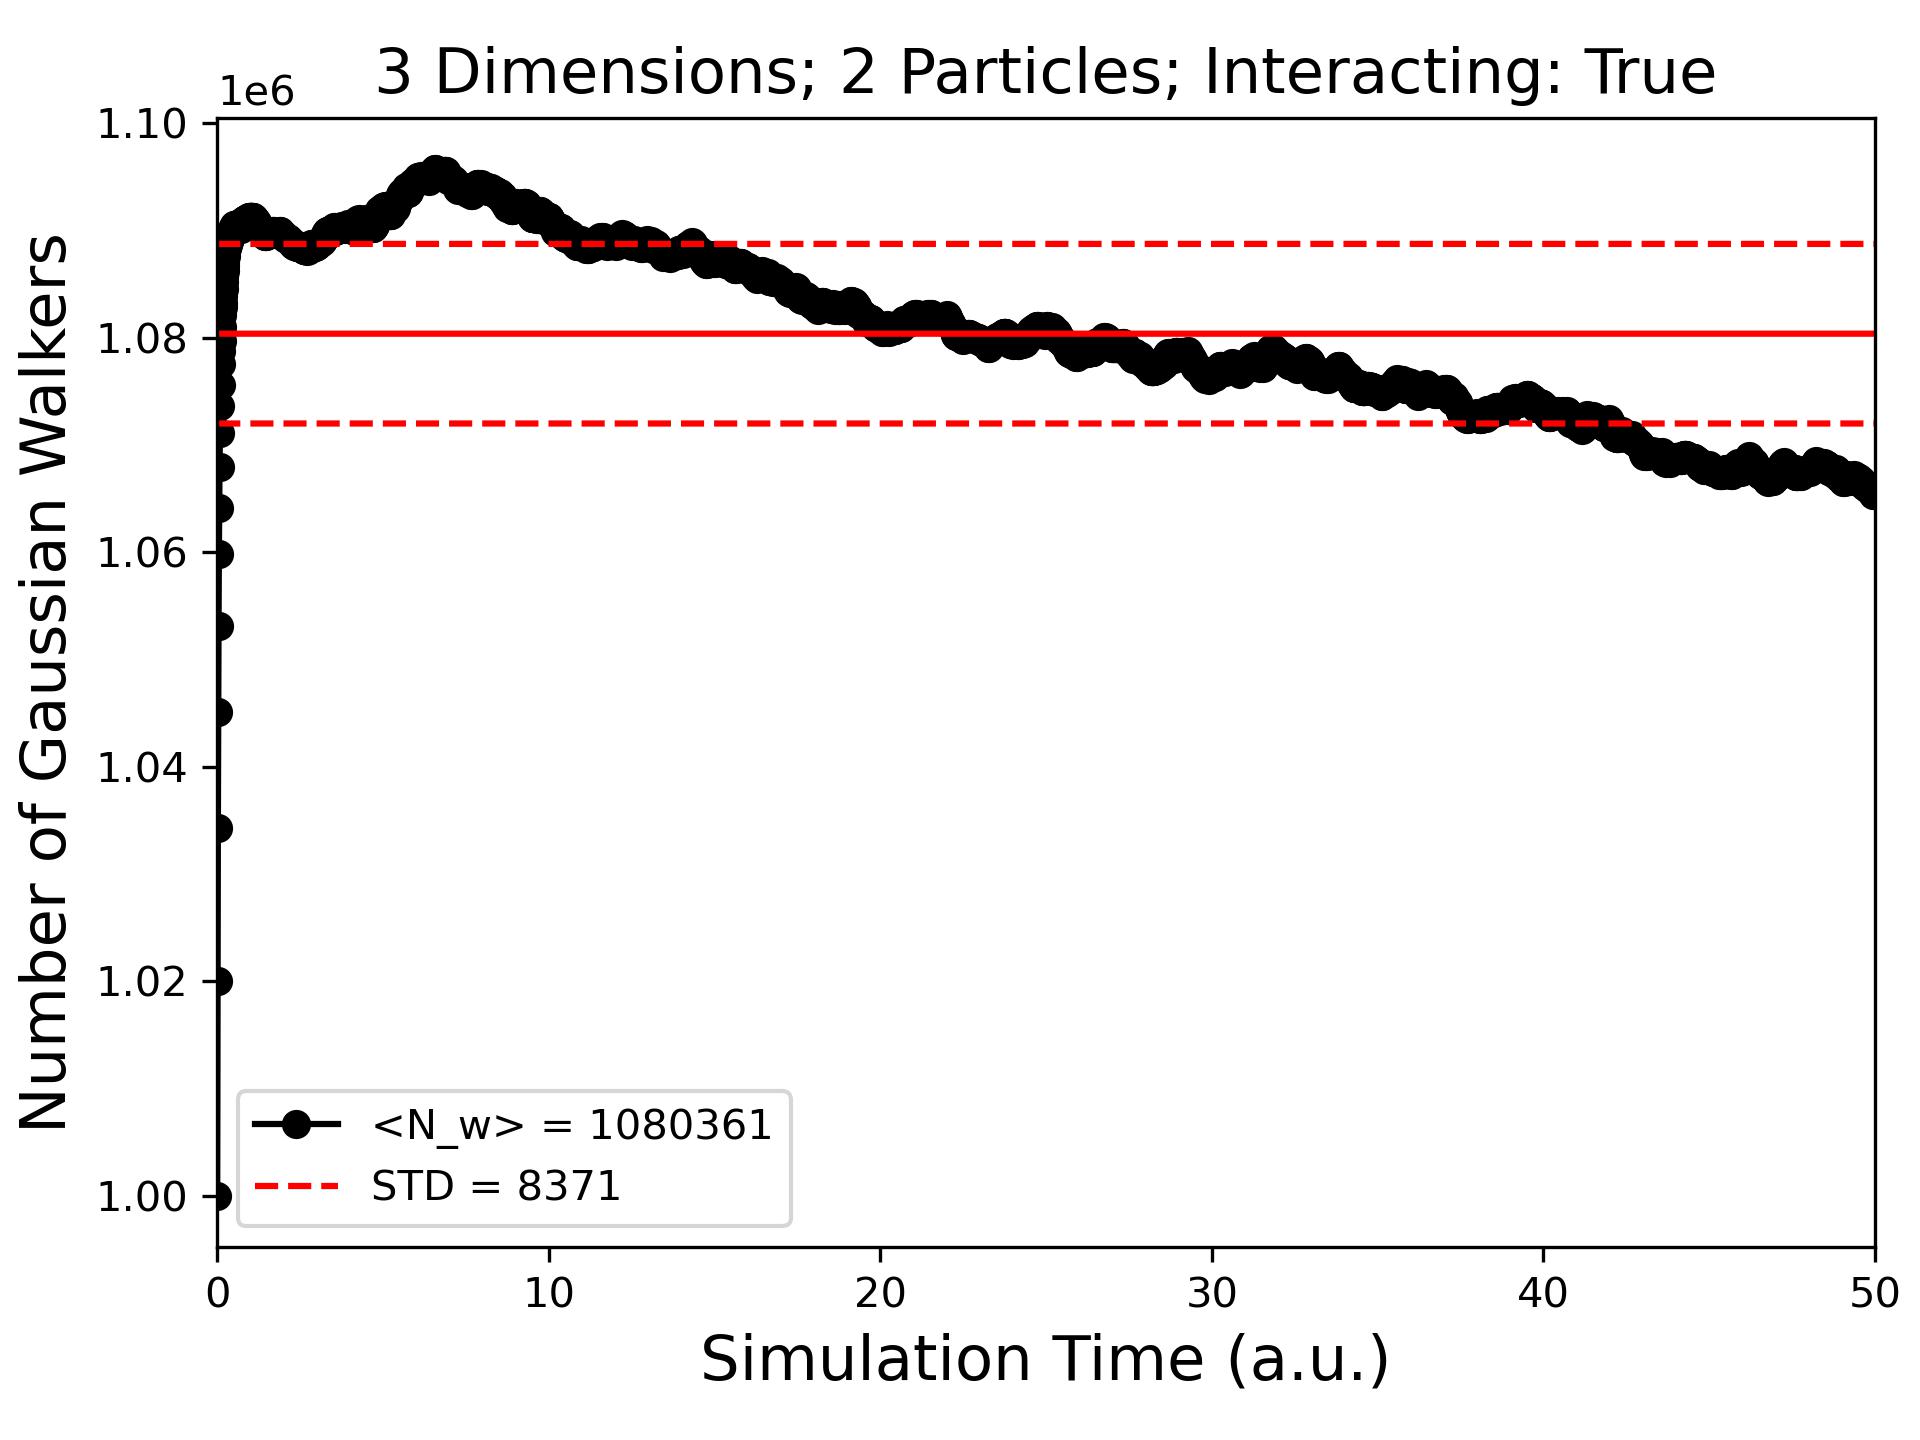 3 Dimensions; 2 Particles; Interacting: True
1e6
1.10
1.08
1.06
1.04
1.02
1.00
Number of Gaussian Walkers
<N_w> = 1080361
STD = 8371
0 10 20 30 40 50
Simulation Time (a.u.)